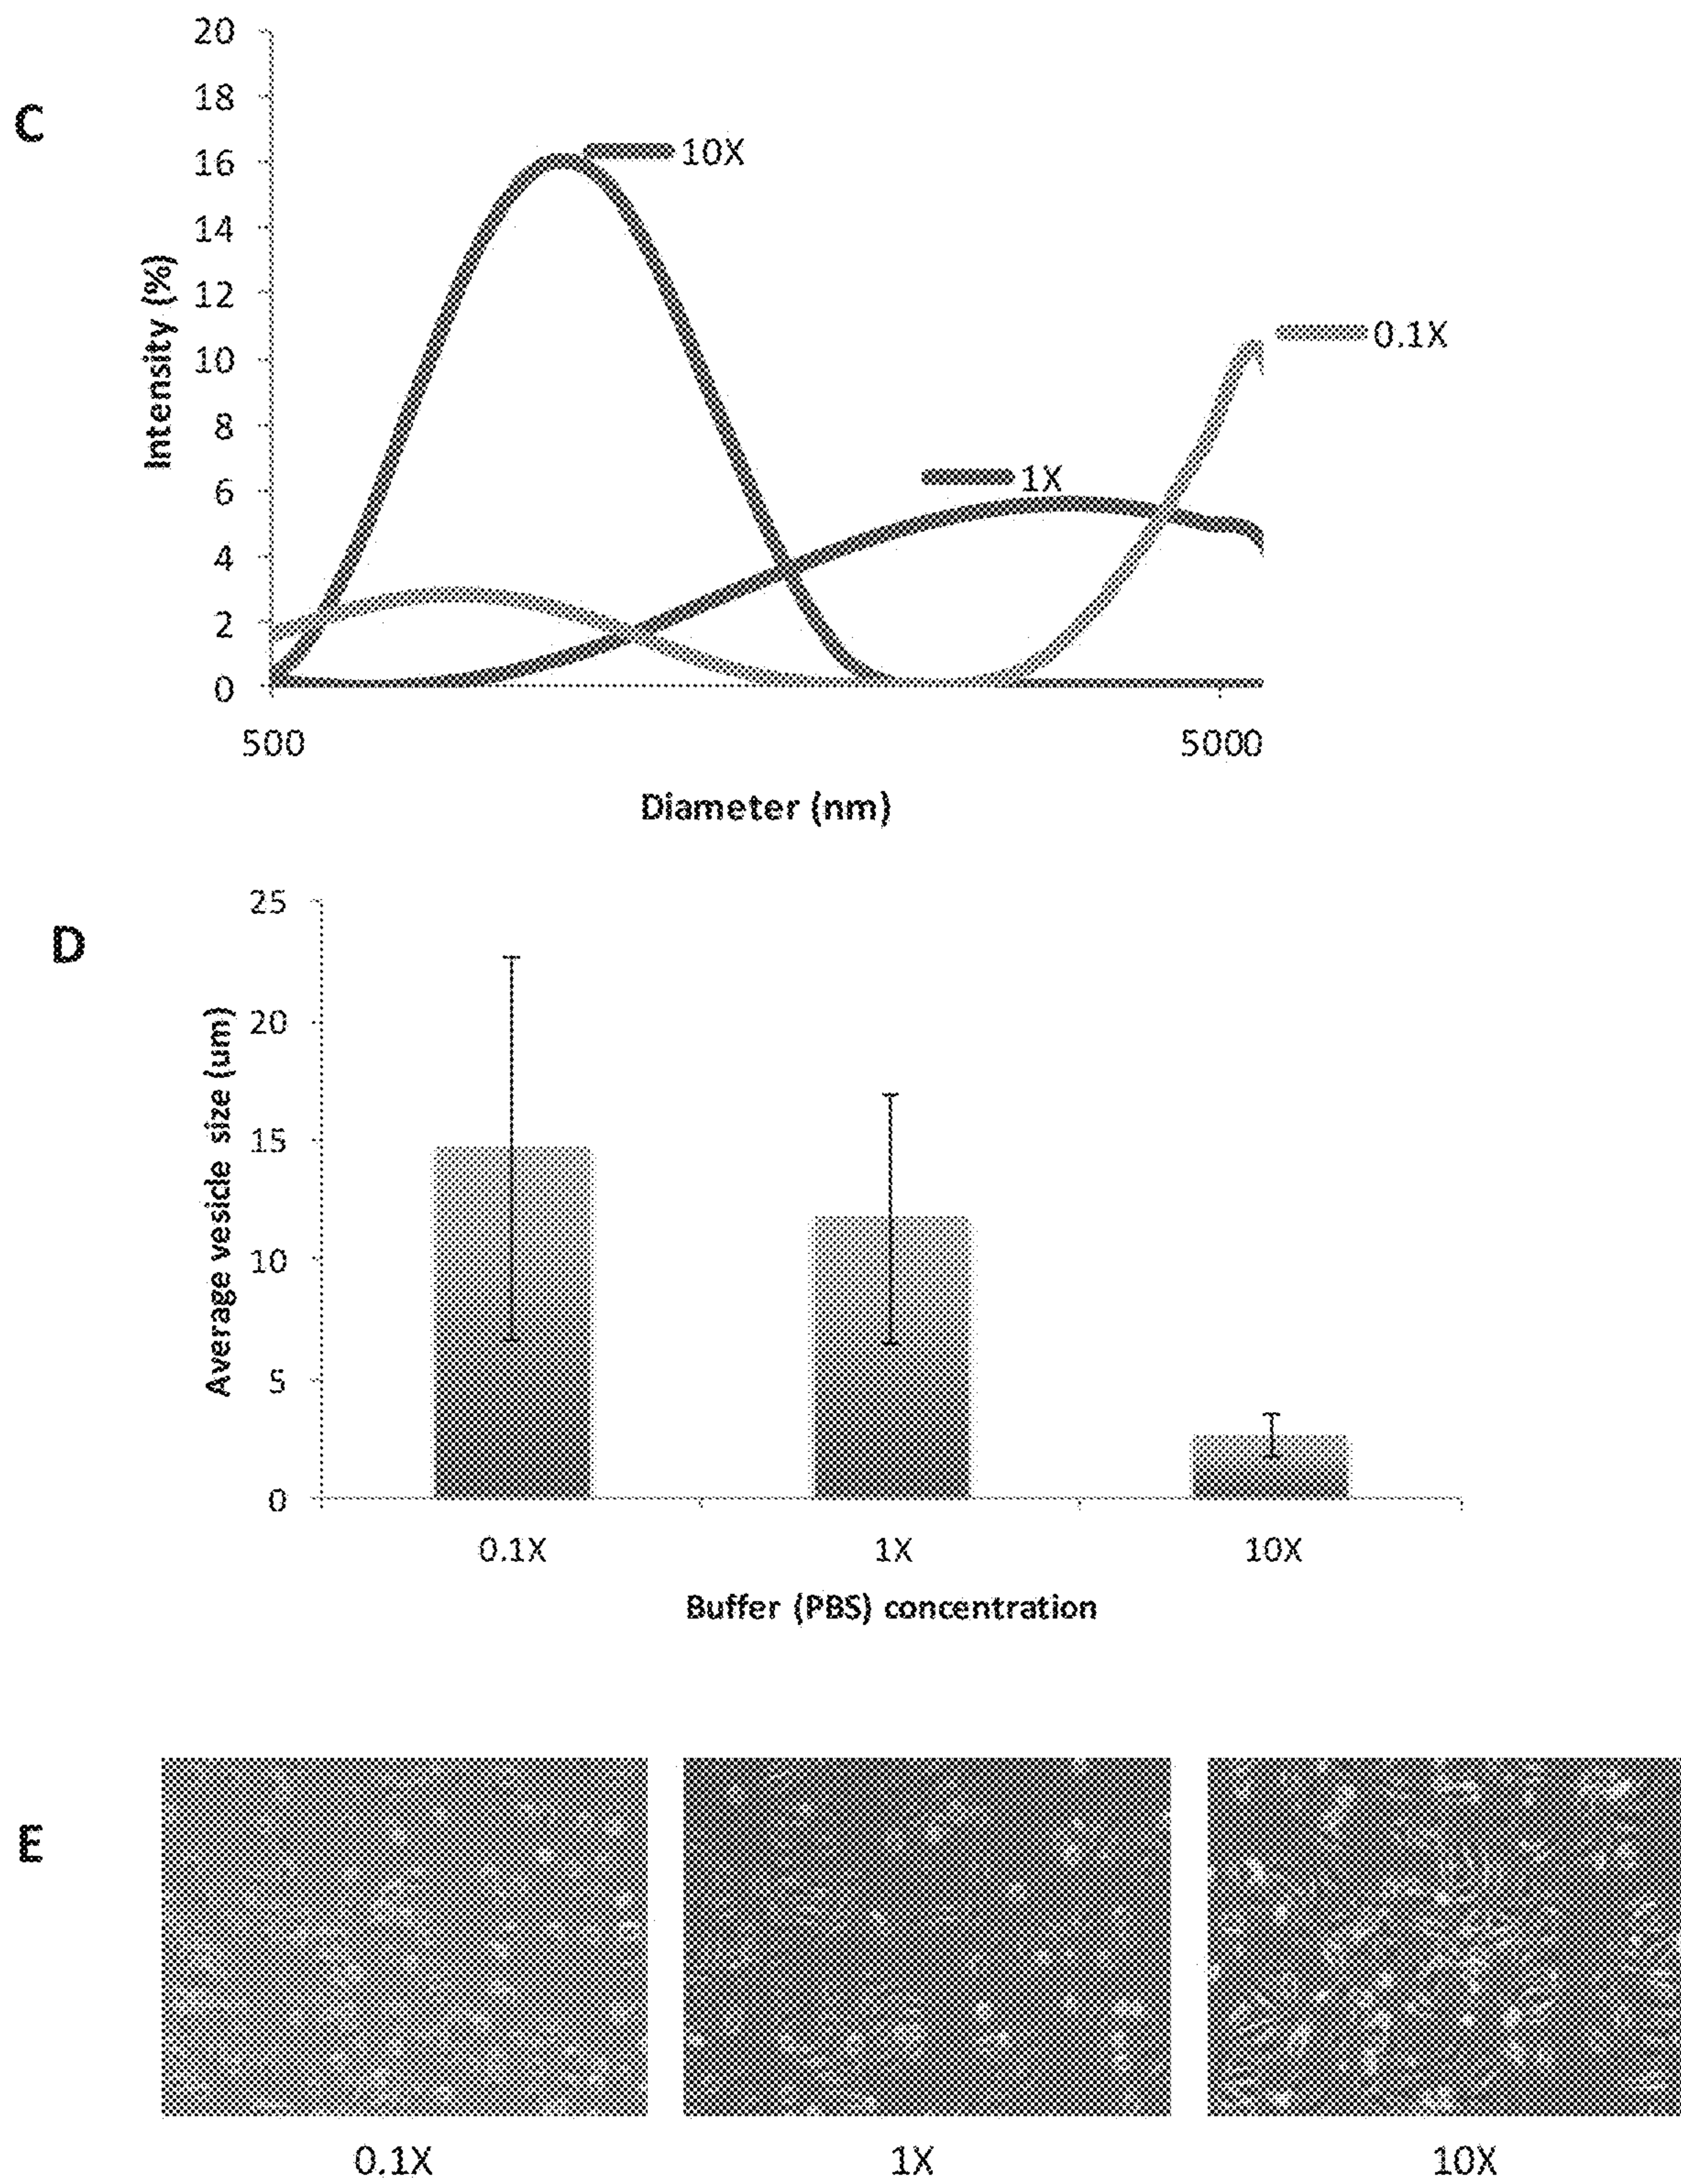 C
20
18
16
14
12
10
8
6
4
2
0
Intensity (%)
10X
0.1X
1X
500
5000
Diameter (nm)
D
25
20
15
10
5
0
Average vesicle size (um)
0.1X
1X
10X
Buffer (PBS) concentration
E
0.1X
1X
10X